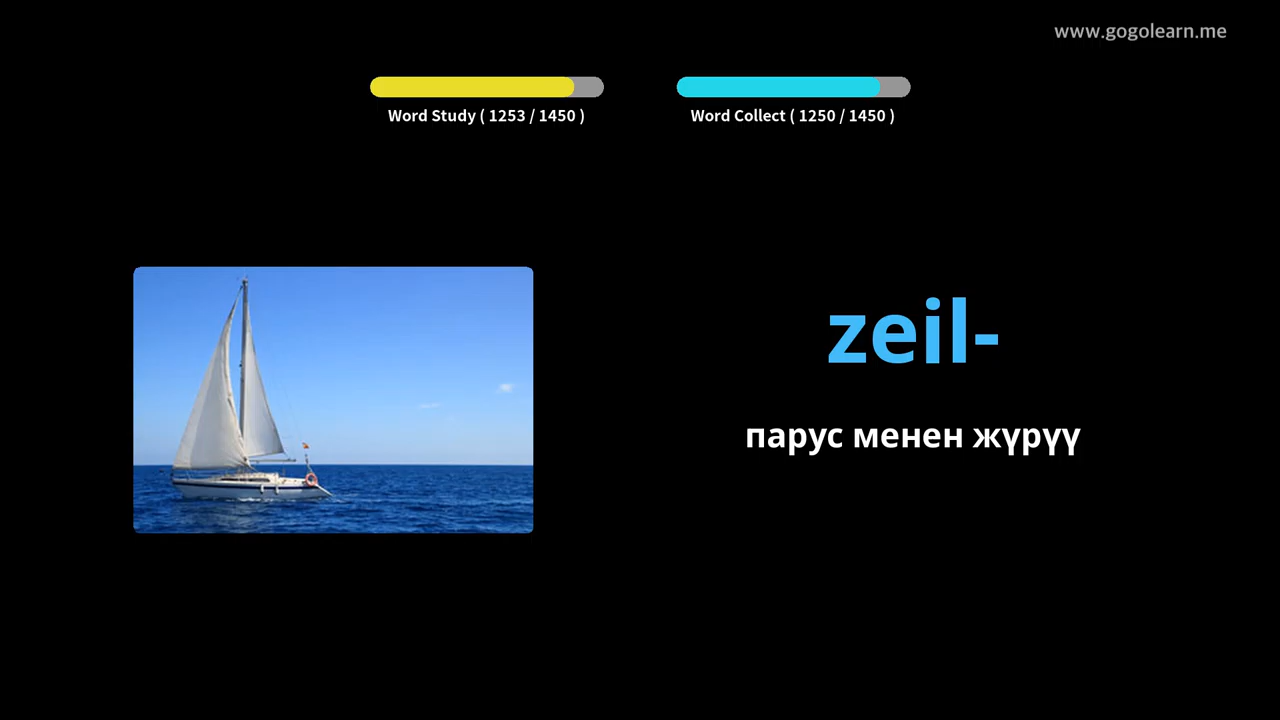 www.gogolearn.me
Word Study ( 1253 / 1450 )
Word Collect ( 1250 / 1450 )
zeil-
парус менен жүрүү